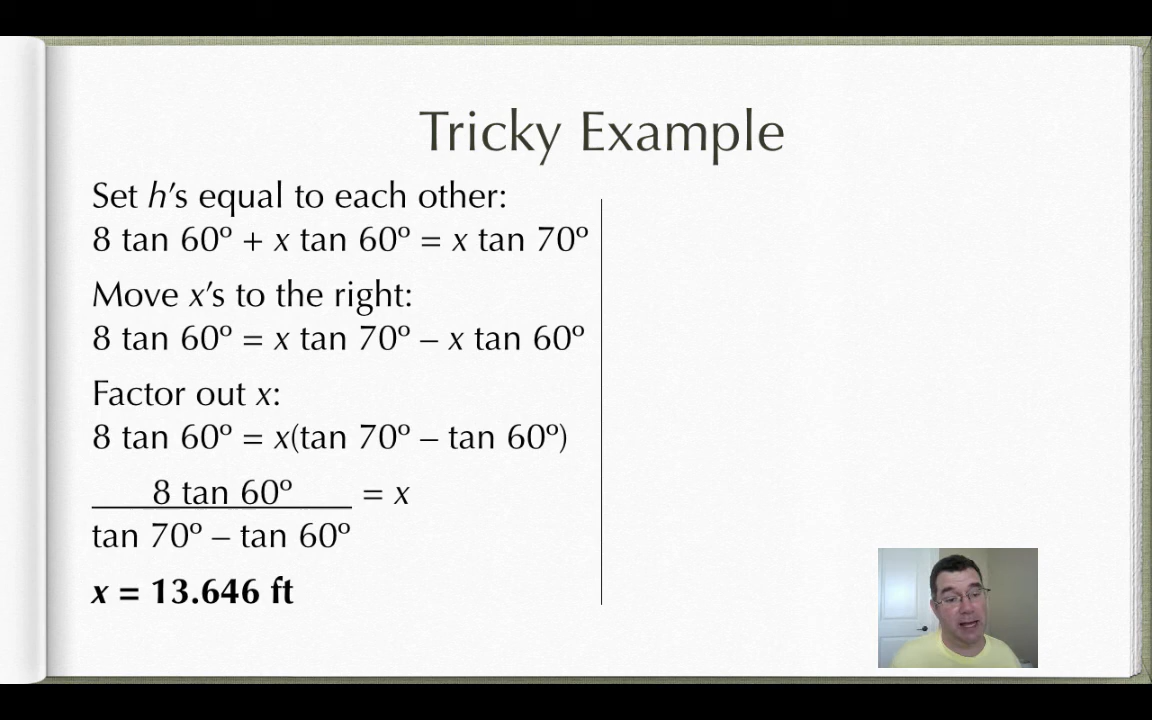 Tricky Example
Set h's equal to each other:
8 tan 60º + x tan 60º = x tan 70º
Move x's to the right:
8 tan 60º = x tan 70º – x tan 60º
Factor out x:
8 tan 60º = x(tan 70º – tan 60º)
8 tan 60º = x
tan 70º – tan 60º
x = 13.646 ft